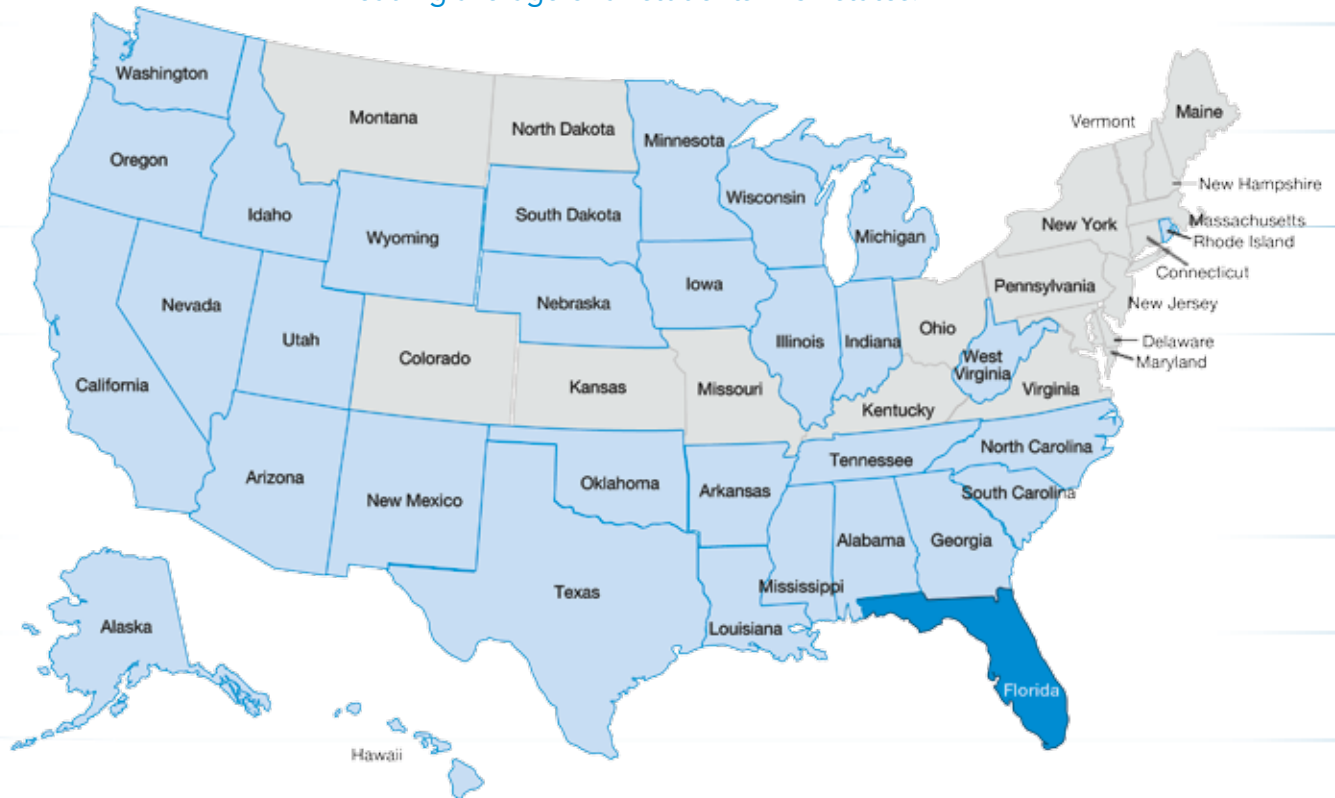 Washington
Montana
North Dakota
Minnesota
Vermont
Maine
Oregon
Idaho
Wyoming
South Dakota
Wisconsin
Michigan
New York
New Hampshire
Massachusetts
Rhode Island
Connecticut
Nevada
Utah
Nebraska
Iowa
Pennsylvania
New Jersey
California
Colorado
Kansas
Missouri
Illinois
Indiana
Ohio
West
Virginia
Kentucky
Virginia
Delaware
Maryland
Arizona
New Mexico
Oklahoma
Arkansas
Tennessee
North Carolina
South Carolina
Texas
Louisiana
Mississippi
Alabama
Georgia
Florida
Alaska
Hawaii